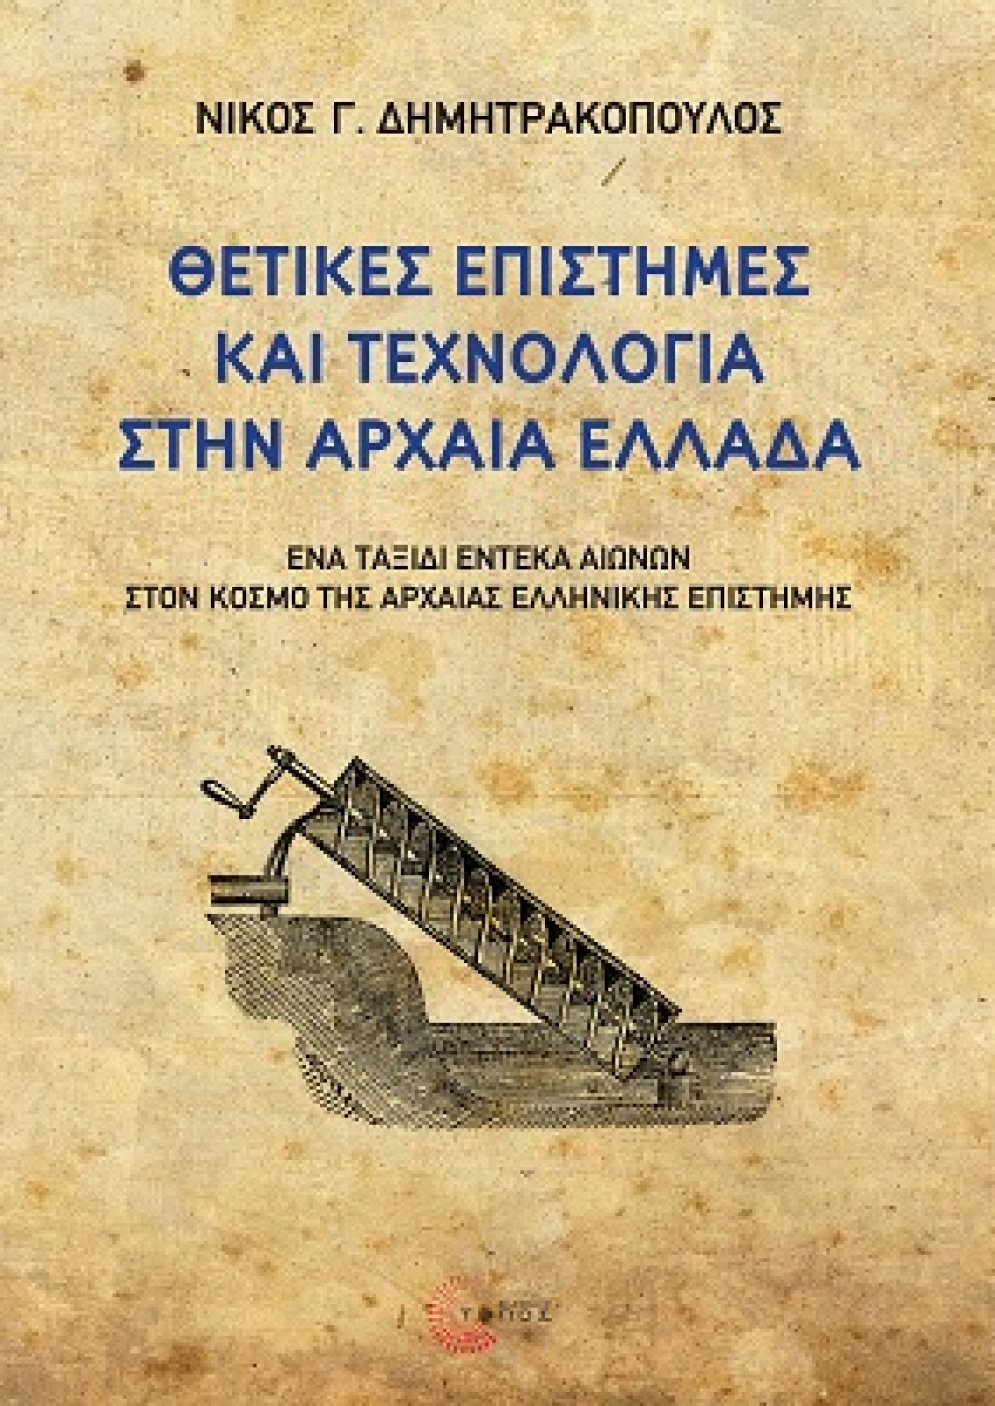 ΝΙΚΟΣ Γ. ΔΗΜΗΤΡΑΚΟΠΟΥΛΟΣ
ΘΕΤΙΚΕΣ ΕΠΙΣΤΗΜΕΣ
ΚΑΙ ΤΕΧΝΟΛΟΓΙΑ
ΣΤΗΝ ΑΡΧΑΙΑ ΕΛΛΑΔΑ
ΕΝΑ ΤΑΞΙΔΙ ΕΝΤΕΚΑ ΑΙΩΝΩΝ
ΣΤΟΝ ΚΟΣΜΟ ΤΗΣ ΑΡΧΑΙΑΣ ΕΛΛΗΝΙΚΗΣ ΕΠΙΣΤΗΜΗΣ
ΤΟΠΟΣ